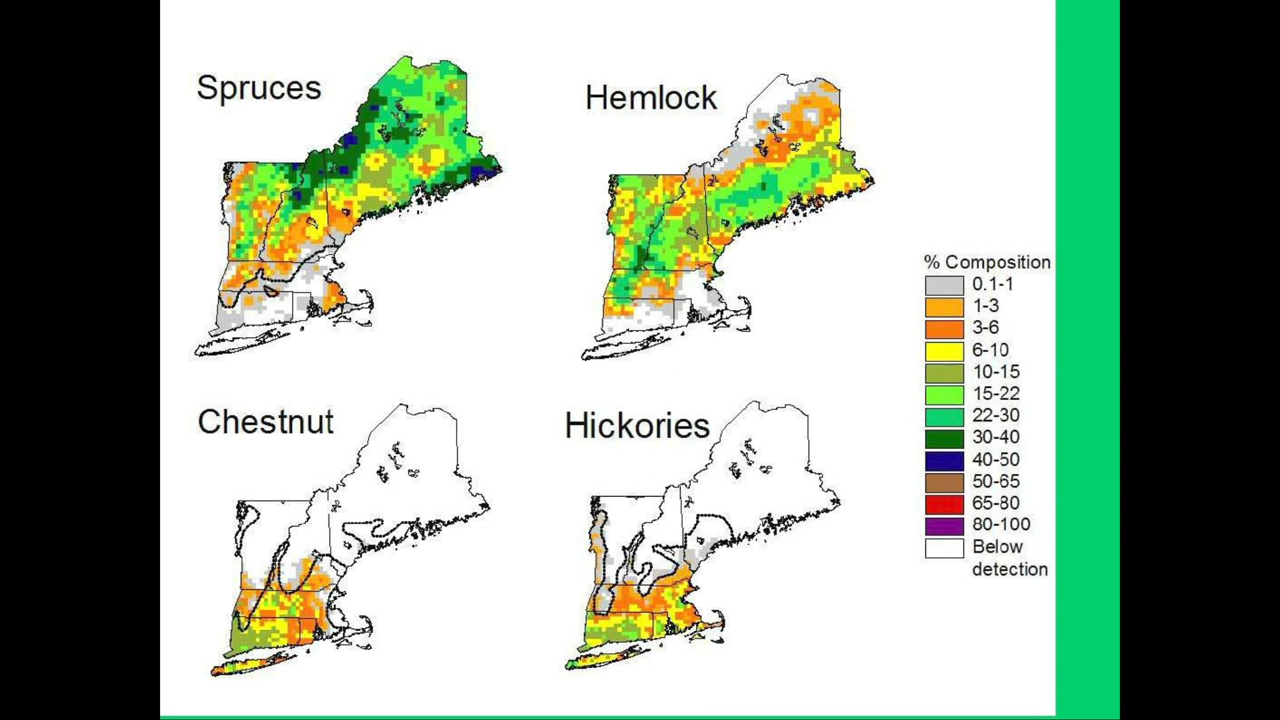 Spruces
Hemlock
Chestnut
Hickories
% Composition
0.1-1
1-3
3-6
6-10
10-15
15-22
22-30
30-40
40-50
50-65
65-80
80-100
Below
detection